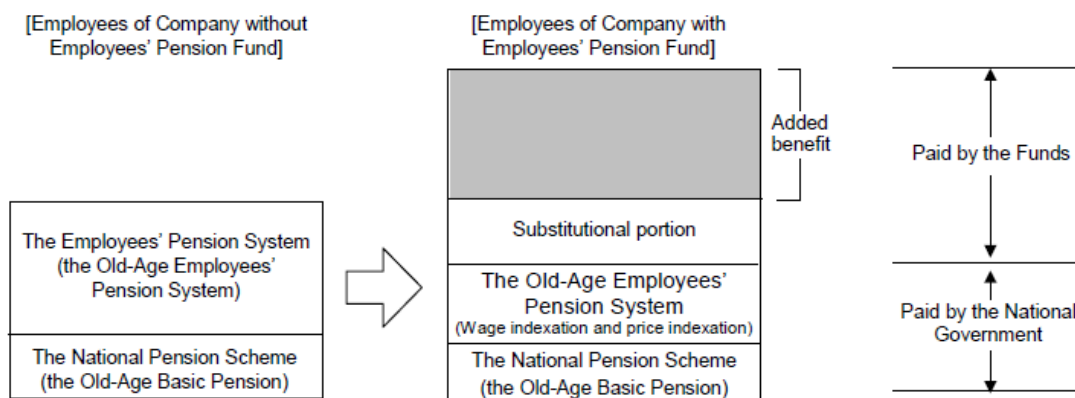 [Employees of Company without
Employees' Pension Fund]
[Employees of Company with
Employees' Pension Fund]
Added
benefit
Paid by the Funds
The Employees' Pension System
(the Old-Age Employees'
Pension System)
Substitutional portion
The Old-Age Employees'
Pension System
(Wage indexation and price indexation)
Paid by the National
Government
The National Pension Scheme
(the Old-Age Basic Pension)
The National Pension Scheme
(the Old-Age Basic Pension)